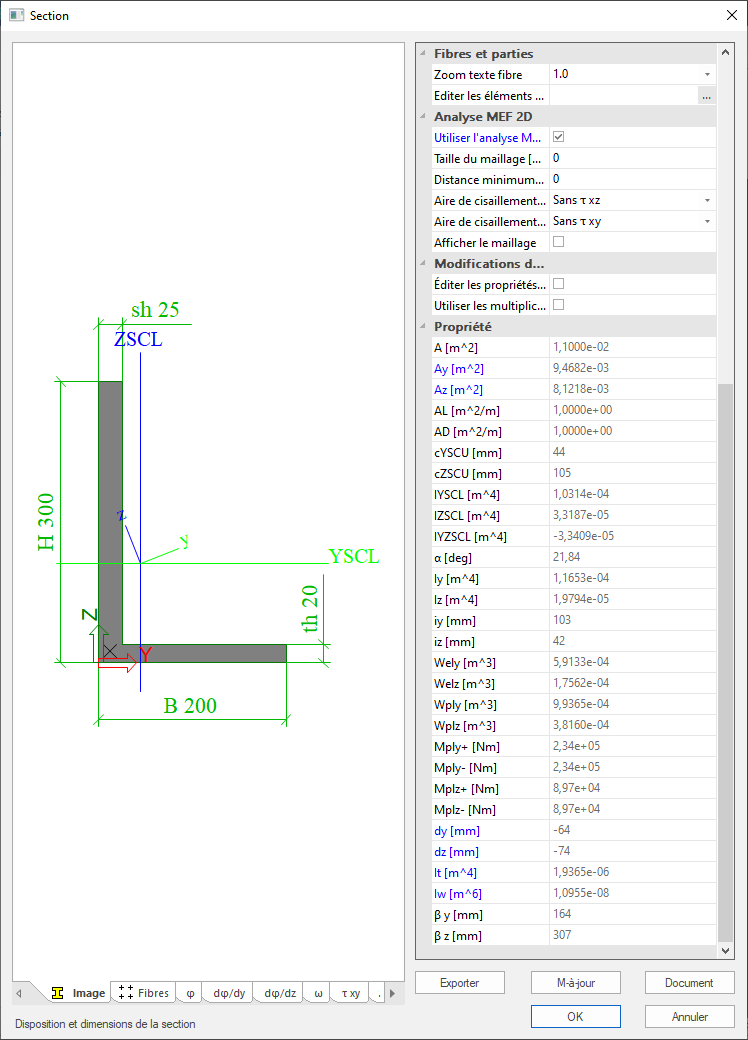 Section
sh 25
ZSCL
H 300
z
y
YSCL
th 20
Z
Y
B 200
Image
Fibres
φ
dφ/dy
dφ/dz
ω
τ xy
.
Disposition et dimensions de la section
Fibres et parties
Zoom texte fibre 1.0
Editer les éléments ... ...
Analyse MEF 2D
Utiliser l'analyse M...
Taille du maillage [... 0
Distance minimum... 0
Aire de cisaillement... Sans τ xz
Aire de cisaillement... Sans τ xy
Afficher le maillage
Modifications d...
Éditer les propriétés...
Utiliser les multiplic...
Propriété
A [m^2] 1,1000e-02
Ay [m^2] 9,4682e-03
Az [m^2] 8,1218e-03
AL [m^2/m] 1,0000e+00
AD [m^2/m] 1,0000e+00
cYSCU [mm] 44
cZSCU [mm] 105
IYSCL [m^4] 1,0314e-04
IZSCL [m^4] 3,3187e-05
IYZSCL [m^4] -3,3409e-05
α [deg] 21,84
Iy [m^4] 1,1653e-04
Iz [m^4] 1,9794e-05
iy [mm] 103
iz [mm] 42
Wely [m^3] 5,9133e-04
Welz [m^3] 1,7562e-04
Wply [m^3] 9,9365e-04
Wplz [m^3] 3,8160e-04
Mply+ [Nm] 2,34e+05
Mply- [Nm] 2,34e+05
Mplz+ [Nm] 8,97e+04
Mplz- [Nm] 8,97e+04
dy [mm] -64
dz [mm] -74
It [m^4] 1,9365e-06
Iw [m^6] 1,0955e-08
β y [mm] 164
β z [mm] 307
Exporter
M-à-jour
Document
OK
Annuler